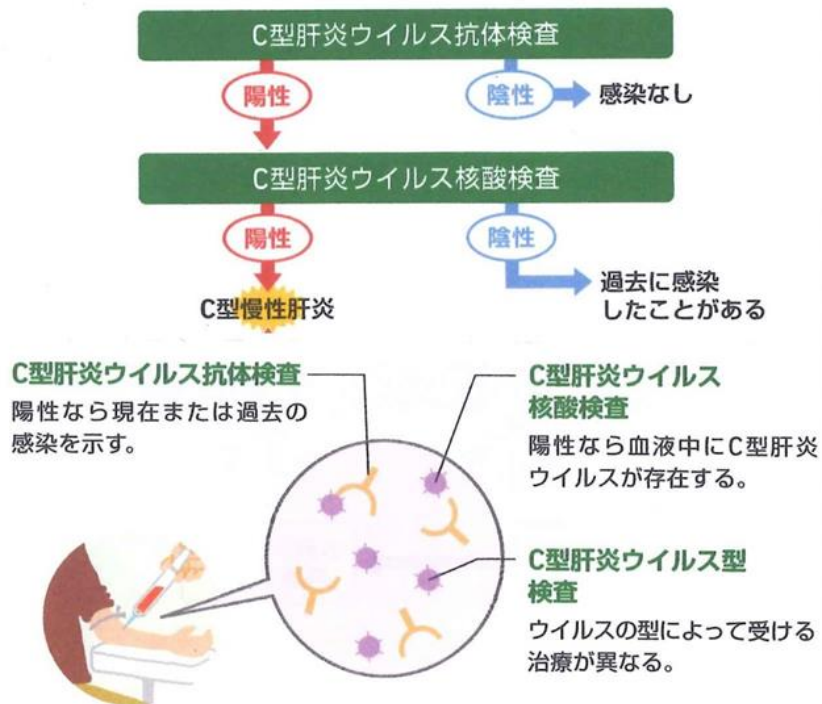 C型肝炎ウイルス抗体検査
陽性
陰性
感染なし
C型肝炎ウイルス核酸検査
陽性
陰性
C型慢性肝炎
過去に感染
したことがある
C型肝炎ウイルス抗体検査
陽性なら現在または過去の
感染を示す。
C型肝炎ウイルス
核酸検査
陽性なら血液中にC型肝炎
ウイルスが存在する。
C型肝炎ウイルス型
検査
ウイルスの型によって受ける
治療が異なる。